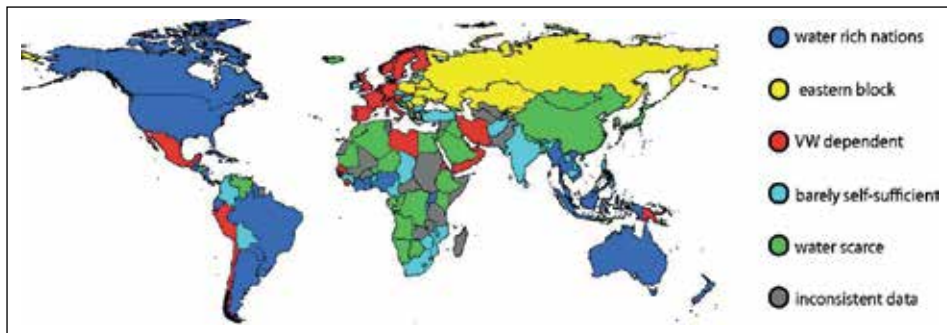 water rich nations
eastern block
VW dependent
barely self-sufficient
water scarce
inconsistent data